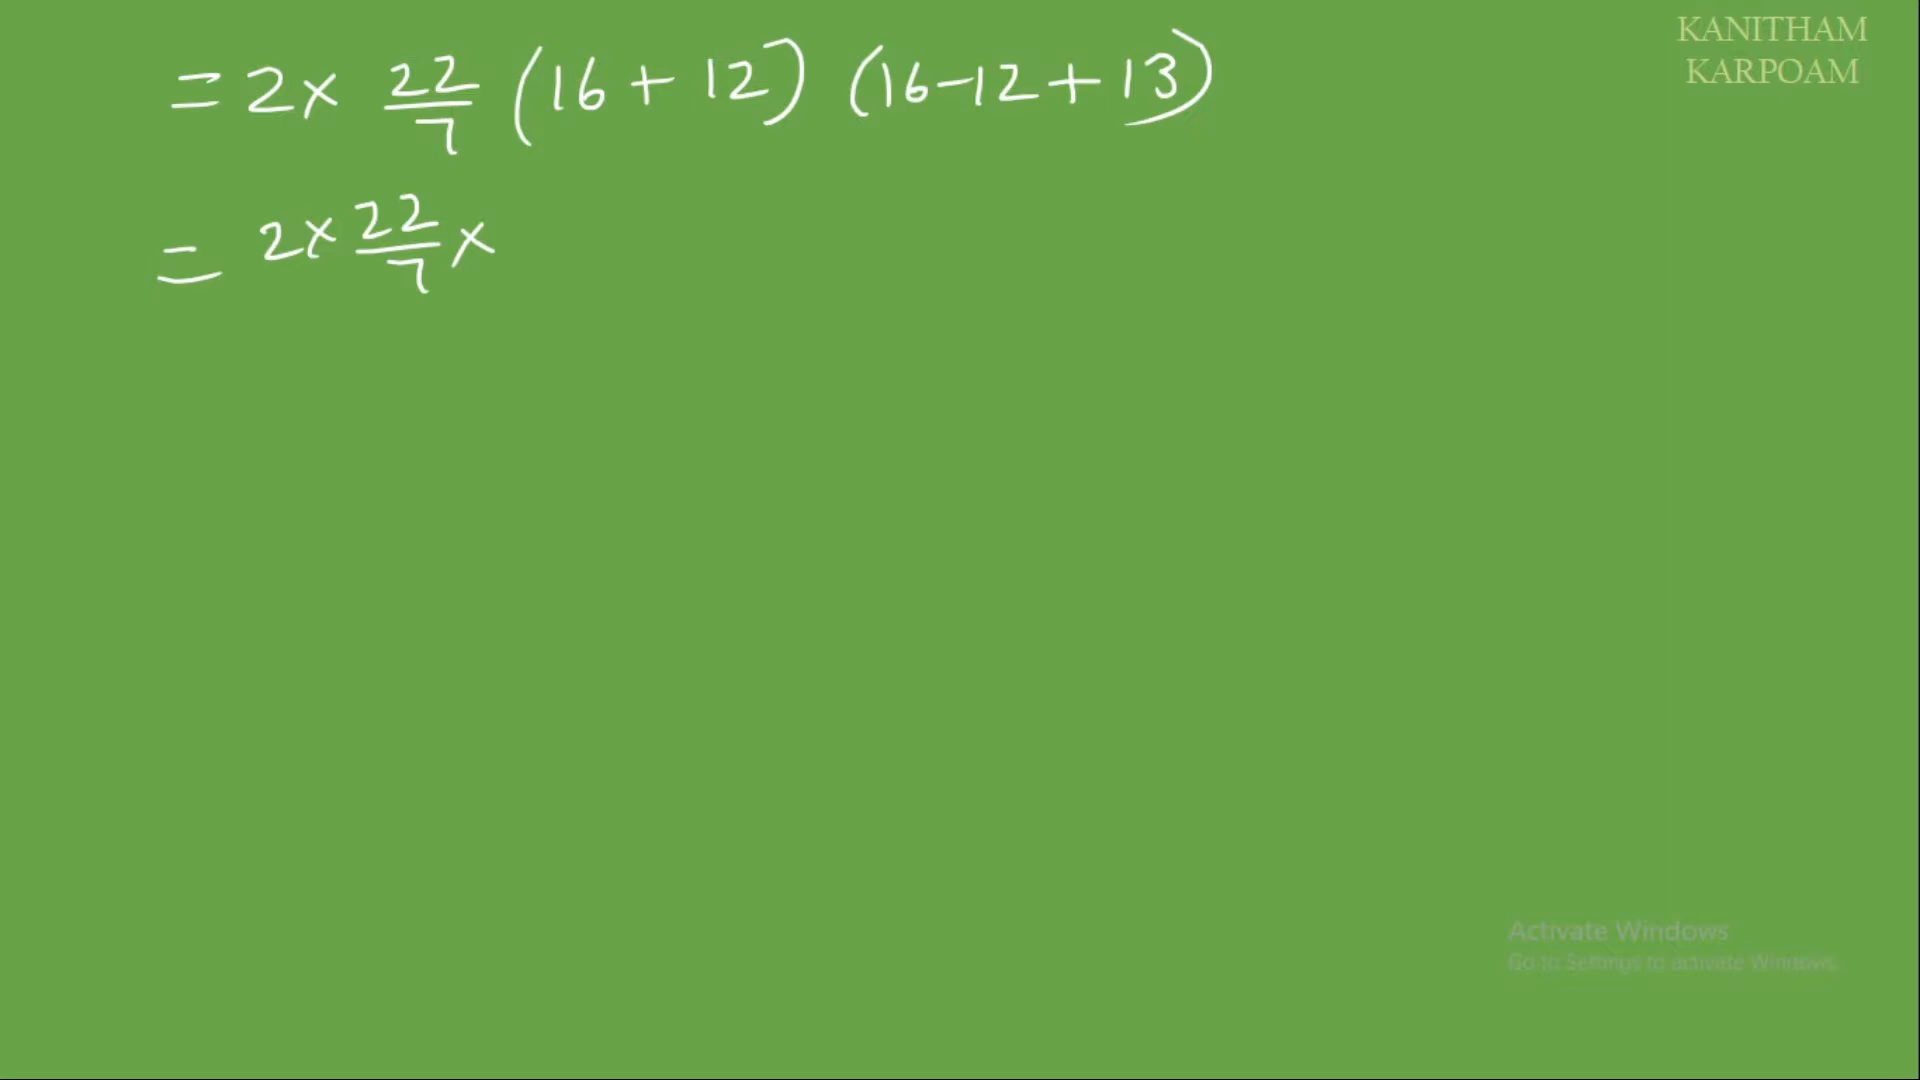 KANITHAM
KARPOAM
= 2 × 22/7 (16 + 12) (16-12 + 13)
= 2 × 22/7 ×
Activate Windows
Go to Settings to activate Windows.